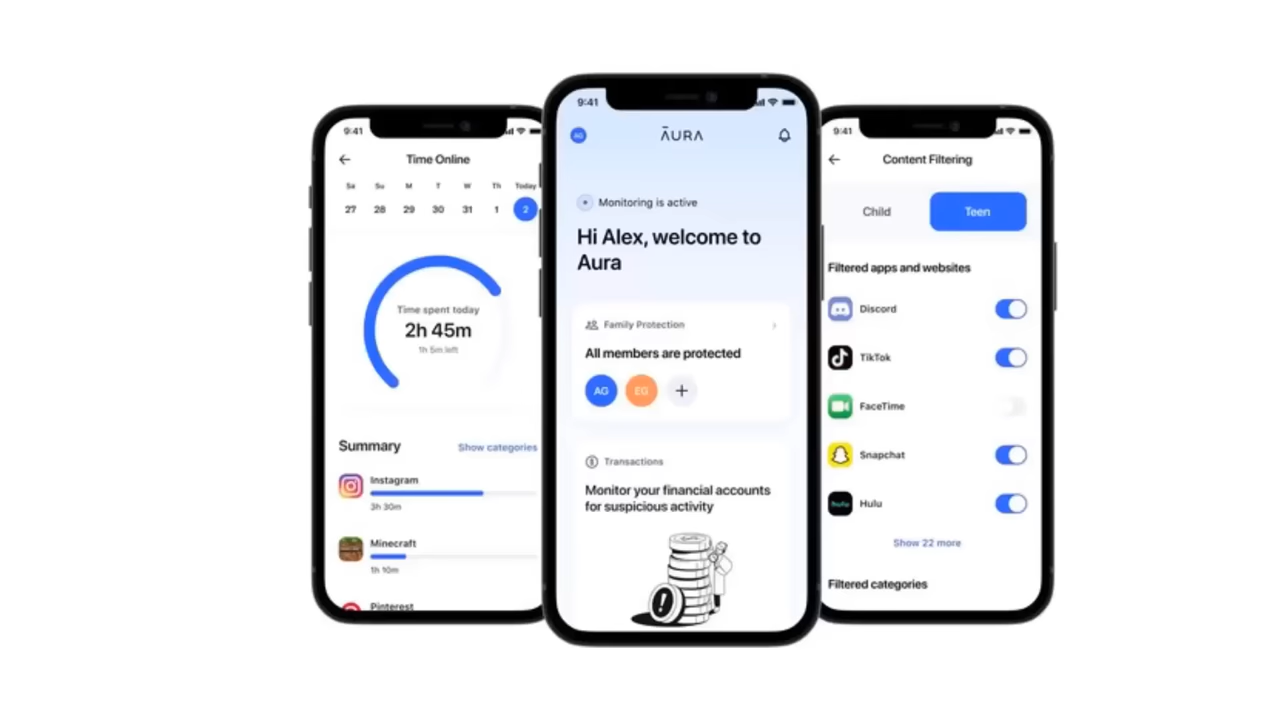 9:41
Time Online
Sa Su M T W Th Today
27 28 29 30 31 1 2
Time spent today
2h 45m
1h 5m left
Summary
Show categories
Instagram
3h 30m
Minecraft
1h 10m
Pinterest
9:41
AG
ĀURA
Monitoring is active
Hi Alex, welcome to
Aura
Family Protection
All members are protected
AG EG +
Transactions
Monitor your financial accounts
for suspicious activity
!
9:41
Content Filtering
Child Teen
Filtered apps and websites
Discord
TikTok
FaceTime
Snapchat
hulu
Hulu
Show 22 more
Filtered categories